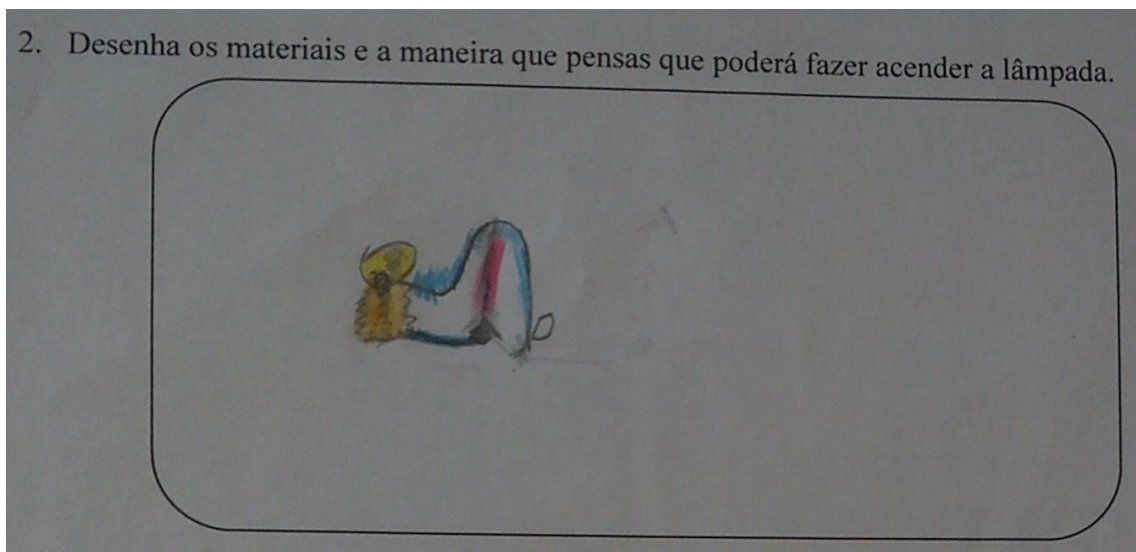 2. Desenha os materiais e a maneira que pensas que poderá fazer acender a lâmpada.